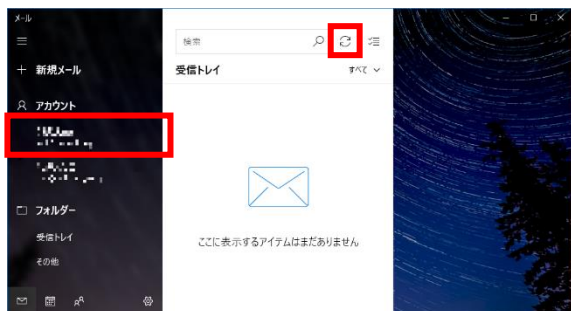 メール
検索
新規メール
受信トレイ
すべて
アカウント
フォルダー
受信トレイ
ここに表示するアイテムはまだありません
その他